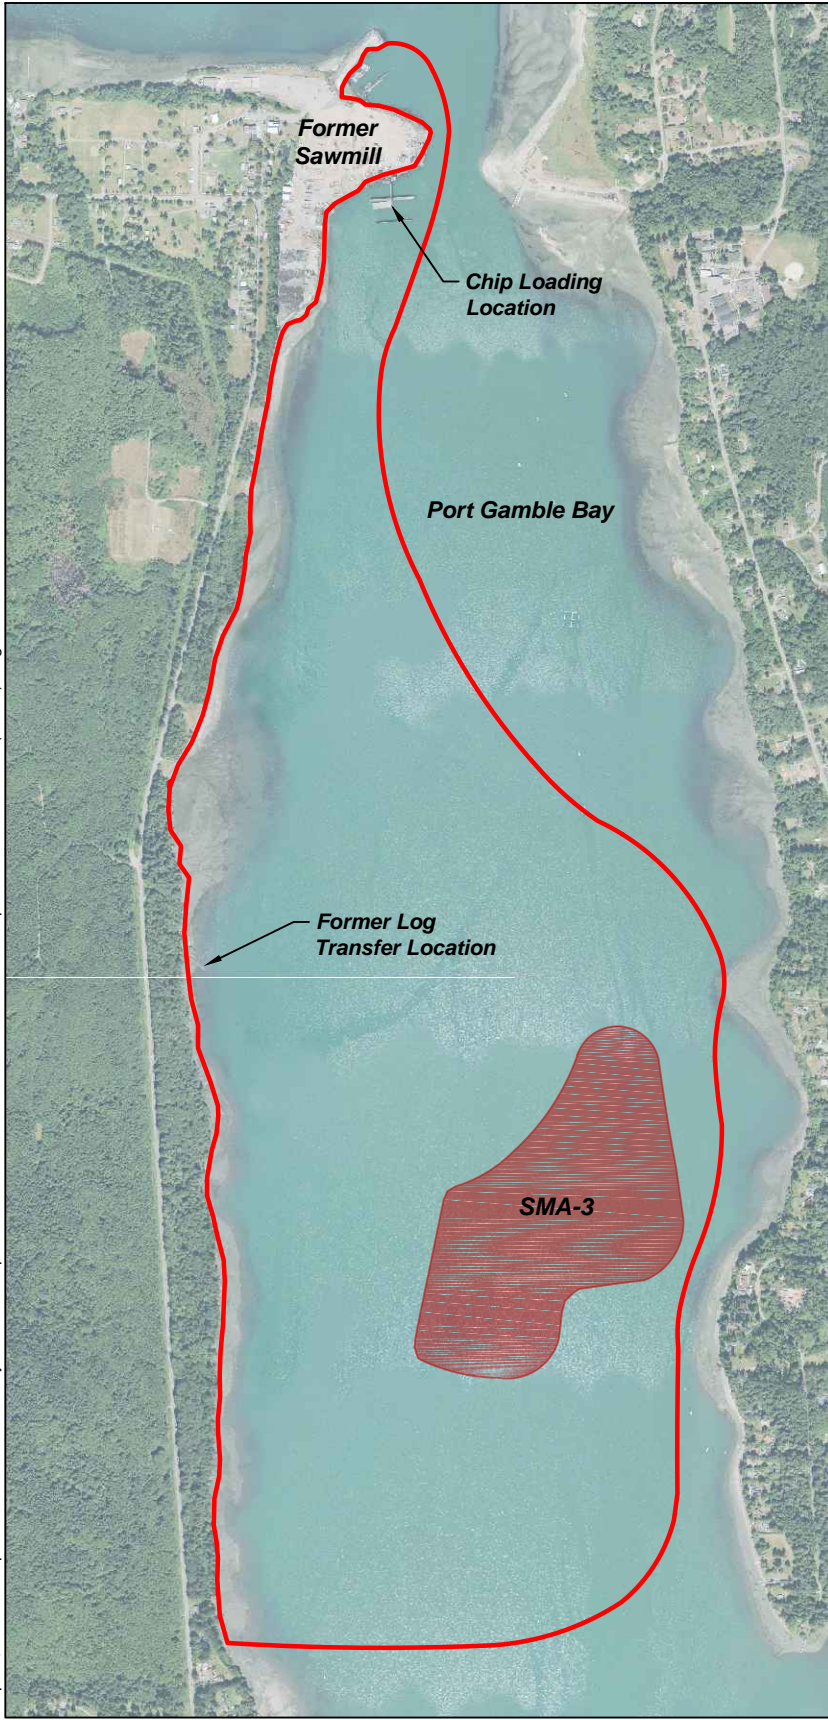 Former
Sawmill
Chip Loading
Location
Port Gamble Bay
Former Log
Transfer Location
SMA-3